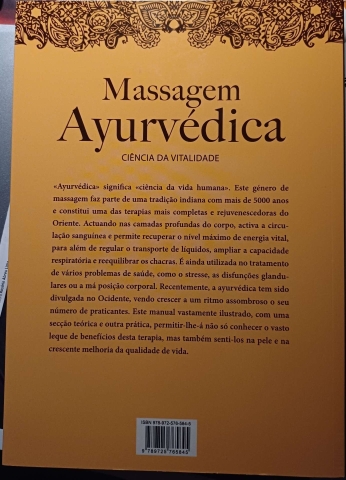 Massagem
Ayurvédica
CIÊNCIA DA VITALIDADE
«Ayurvédica» significa «ciência da vida humana». Este género de
massagem faz parte de uma tradição indiana com mais de 5000 anos
e constitui uma das terapias mais completas e rejuvenescedoras do
Oriente. Actuando nas camadas profundas do corpo, activa a circu-
lação sanguínea e permite recuperar o nível máximo de energia vital,
para além de regular o transporte de líquidos, ampliar a capacidade
respiratória e reequilibrar os chacras. É ainda utilizada no tratamento
de vários problemas de saúde, como o stresse, as disfunções glandu-
lares ou a má posição corporal. Recentemente, a ayurvédica tem sido
divulgada no Ocidente, vendo crescer a um ritmo assombroso o seu
número de praticantes. Este manual vastamente ilustrado, com uma
secção teórica e outra prática, permitir-lhe-á não só conhecer o vasto
leque de benefícios desta terapia, mas também senti-los na pele e na
crescente melhoria da qualidade de vida.